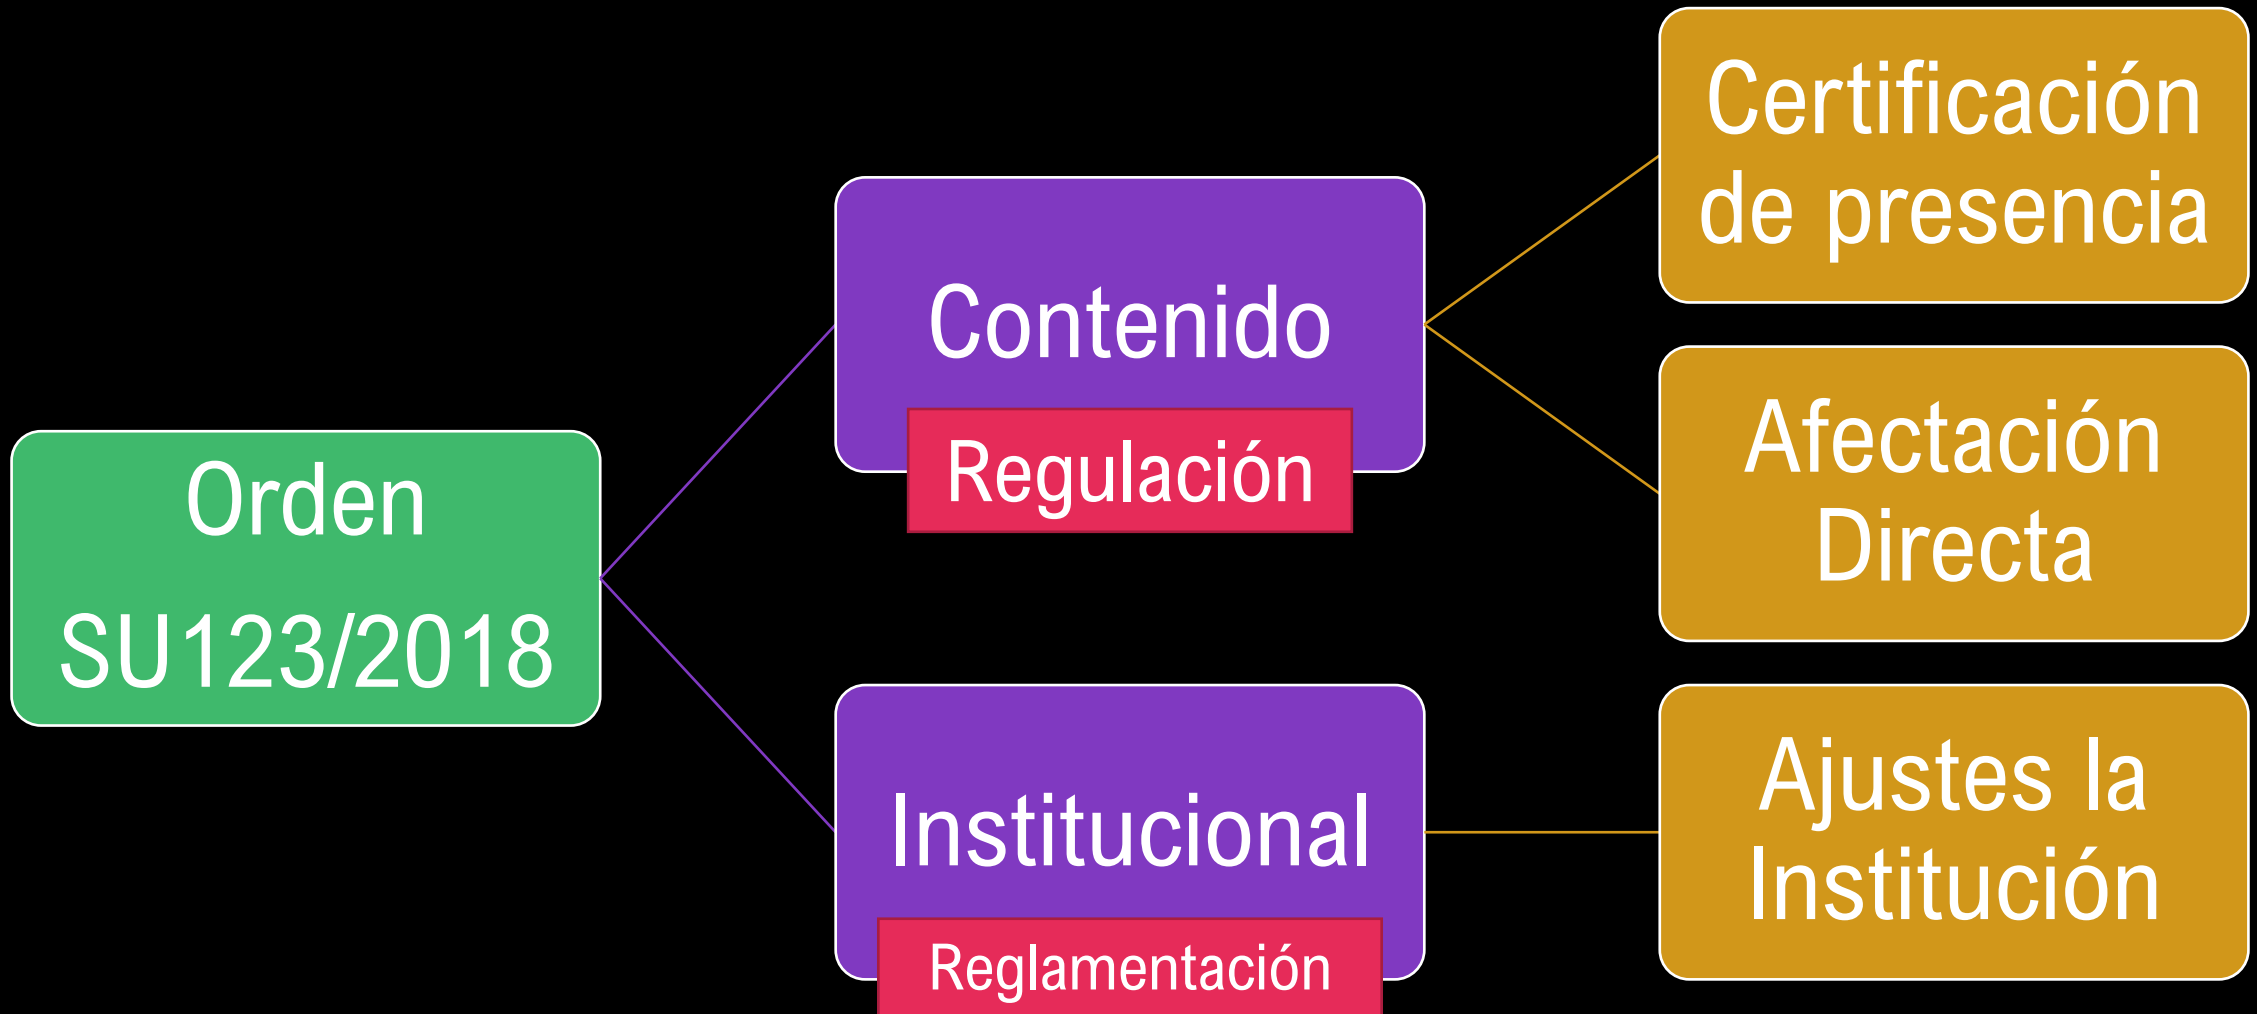 Orden
SU123/2018
Contenido
Regulación
Institucional
Reglamentación
Certificación
de presencia
Afectación
Directa
Ajustes la
Institución